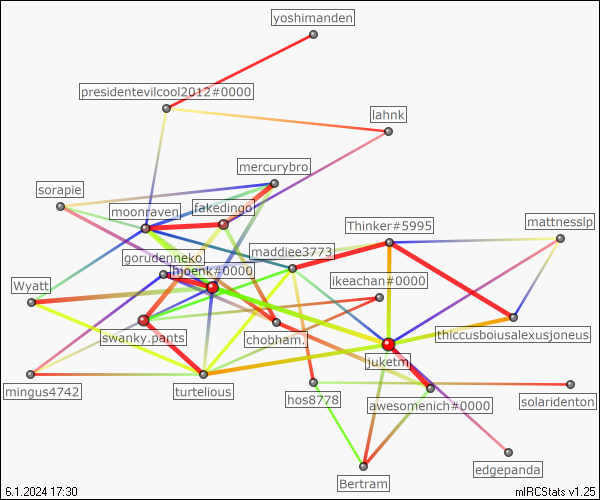 yoshimanden
presidentevilcool2012#0000
lahnk
mercurybro
sorapie
fakedingo
moonraven
Thinker#5995
mattnesslp
maddiee3773
gorudenneko
hjoenk#0000
ikeachan#0000
Wyatt
swanky.pants
chobham.
thiccusboiusalexusjoneus
juketm
mingus4742
turtelious
hos8778
awesomenich#0000
solaridenton
edgepanda
Bertram
6.1.2024 17:30
mIRCStats v1.25